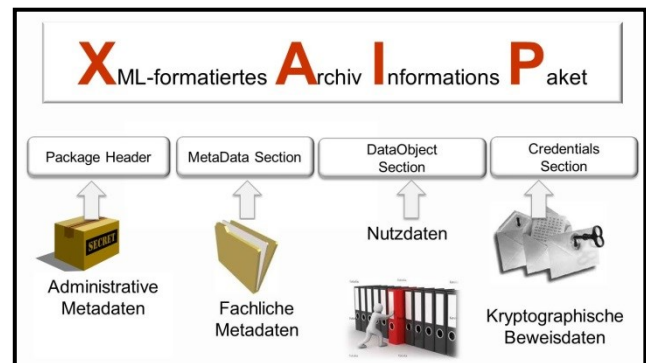 XML-formatiertes Archiv Informations Paket
Package Header
MetaData Section
DataObject
Section
Credentials
Section
SECRET
Administrative
Metadaten
Fachliche
Metadaten
Nutzdaten
Kryptographische
Beweisdaten